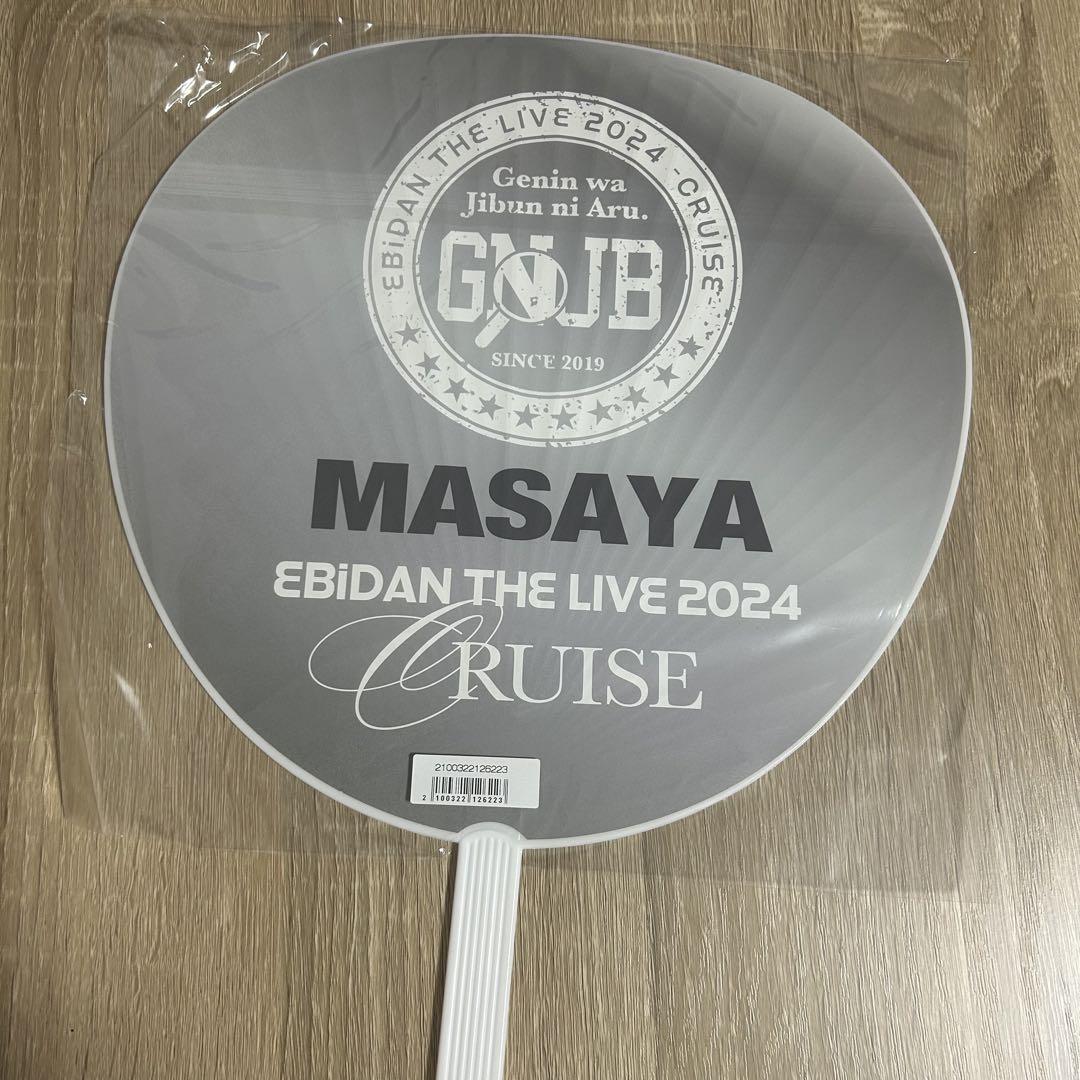 EBiDAN THE LIVE 2024 -CRUiSE-
Genin wa
Jibun ni Aru.
GNJB
SINCE 2019
MASAYA
EBiDAN THE LIVE 2024
CRUISE
2100322126223
2 100322 126223